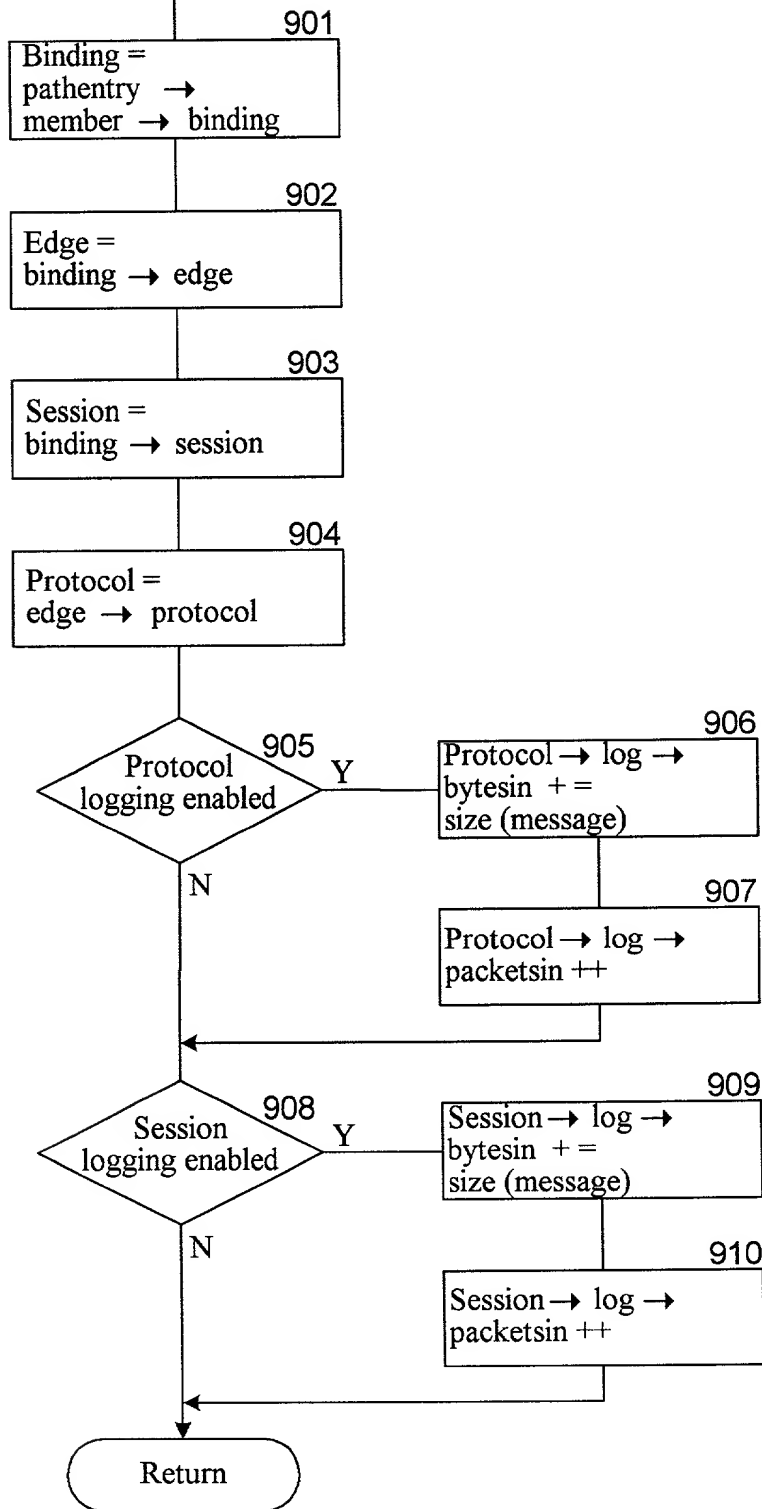 901
Binding =
pathentry →
member → binding
902
Edge =
binding → edge
903
Session =
binding → session
904
Protocol =
edge → protocol
905
Protocol
logging enabled
Y
N
906
Protocol → log →
bytesin + =
size (message)
907
Protocol → log →
packetsin ++
908
Session
logging enabled
Y
N
909
Session → log →
bytesin + =
size (message)
910
Session → log →
packetsin ++
Return